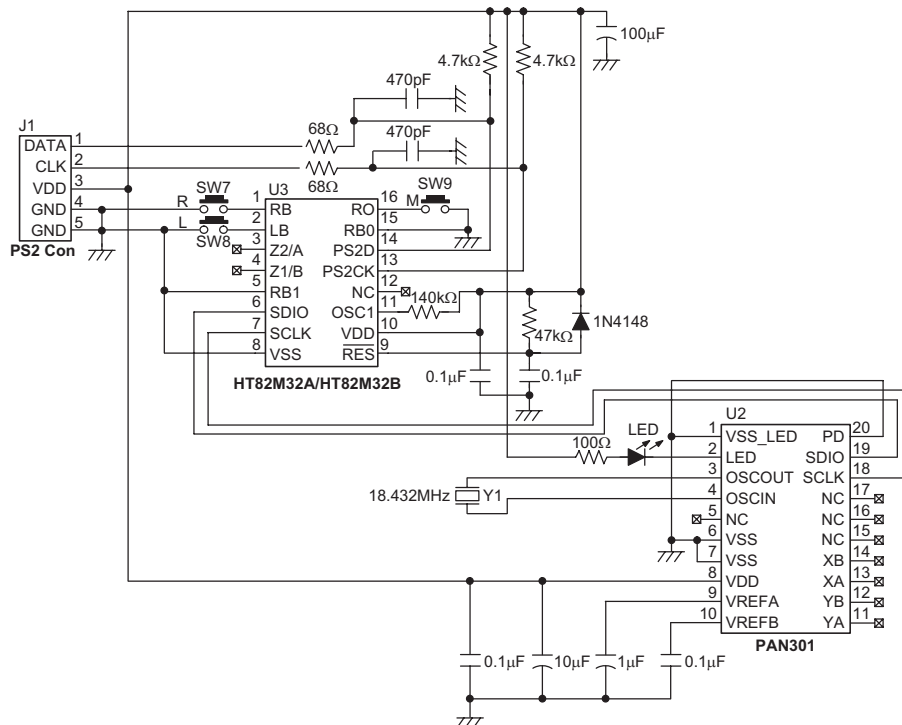 100μF
4.7kΩ
4.7kΩ
470pF
470pF
J1
DATA 1
CLK 2
VDD 3
GND 4
GND 5
PS2 Con
68Ω
68Ω
R SW7
L SW8
U3
1 RB
2 LB
3 Z2/A
4 Z1/B
5 RB1
6 SDIO
7 SCLK
8 VSS
RO 16
RB0 15
PS2D 14
PS2CK 13
NC 12
OSC1 11
VDD 10
RES 9
HT82M32A/HT82M32B
M SW9
140kΩ
47kΩ
1N4148
0.1μF
0.1μF
100Ω
LED
18.432MHz
Y1
U2
1 VSS_LED
2 LED
3 OSCOUT
4 OSCIN
5 NC
6 VSS
7 VSS
8 VDD
9 VREFA
10 VREFB
PD 20
SDIO 19
SCLK 18
NC 17
NC 16
NC 15
XB 14
XA 13
YB 12
YA 11
PAN301
0.1μF
10μF
1μF
0.1μF